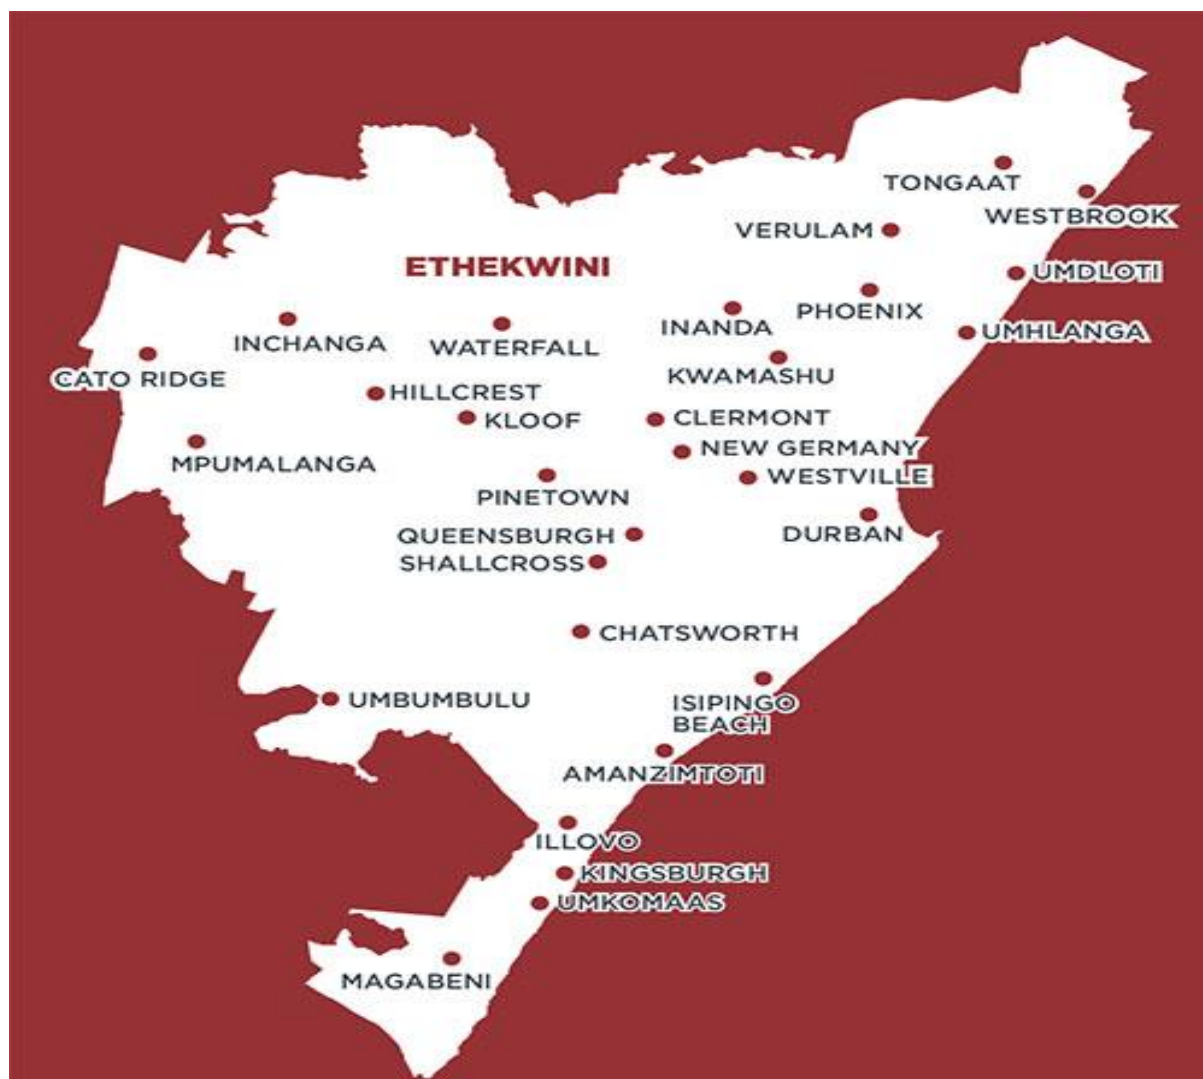 TONGAAT
WESTBROOK
VERULAM
ETHEKWINI
UMDLOTI
PHOENIX
INANDA
UMHLANGA
INCHANGA
WATERFALL
KWAMASHU
CATO RIDGE
HILLCREST
KLOOF
CLERMONT
NEW GERMANY
MPUMALANGA
WESTVILLE
PINETOWN
QUEENSBURGH
DURBAN
SHALLCROSS
CHATSWORTH
UMBUMBULU
ISIPINGO
BEACH
AMANZIMTOTI
ILLOVO
KINGSBURGH
UMKOMAAS
MAGABENI